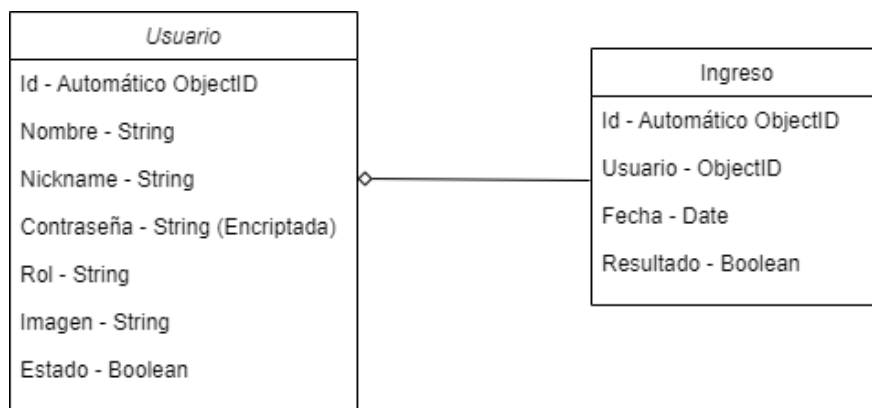 Usuario
Id - Automático ObjectID
Nombre - String
Nickname - String
Contraseña - String (Encriptada)
Rol - String
Imagen - String
Estado - Boolean
Ingreso
Id - Automático ObjectID
Usuario - ObjectID
Fecha - Date
Resultado - Boolean